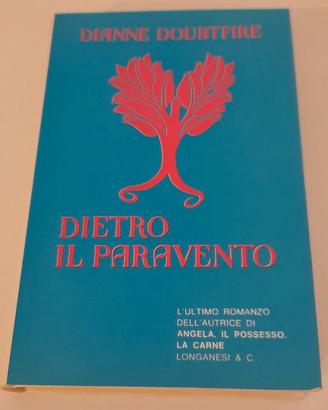 DIANNE DOUBTFIRE
DIETRO
IL PARAVENTO
L'ULTIMO ROMANZO
DELL'AUTRICE DI
ANGELA, IL POSSESSO,
LA CARNE
LONGANESI & C.